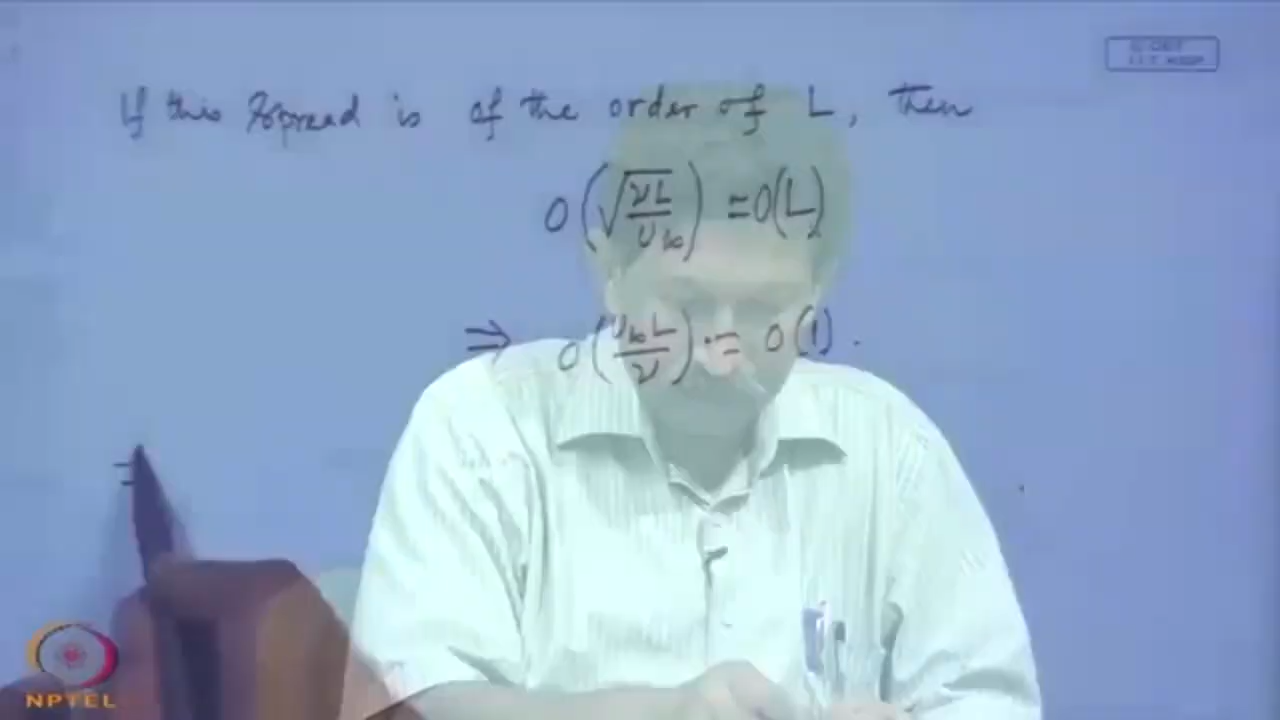 If this spread is of the order of L, then
O(√(νL/U∞)) = O(L)
⇒ O(U∞L/ν) = O(1).
NPTEL